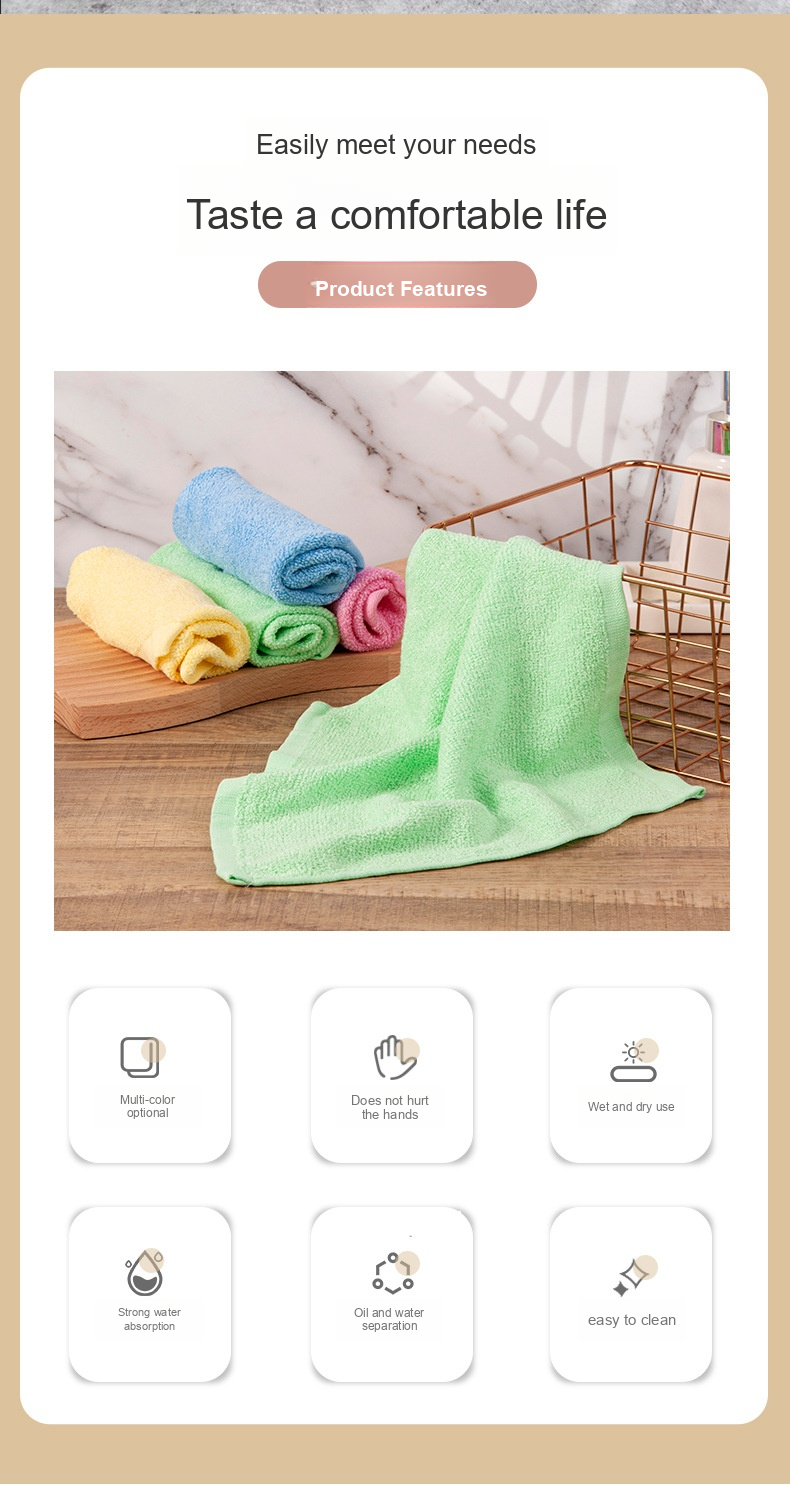 Easily meet your needs
Taste a comfortable life
Product Features
Multi-color
optional
Does not hurt
the hands
Wet and dry use
Strong water
absorption
Oil and water
separation
easy to clean